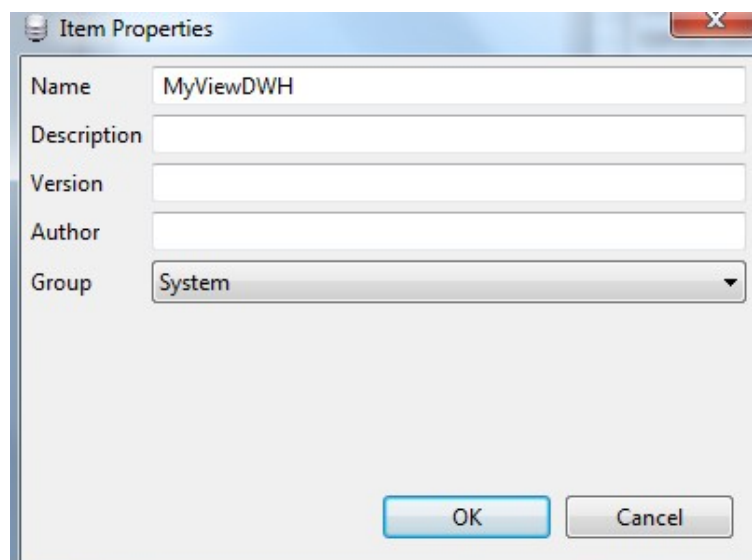 Item Properties
Name MyViewDWH
Description
Version
Author
Group System
OK Cancel